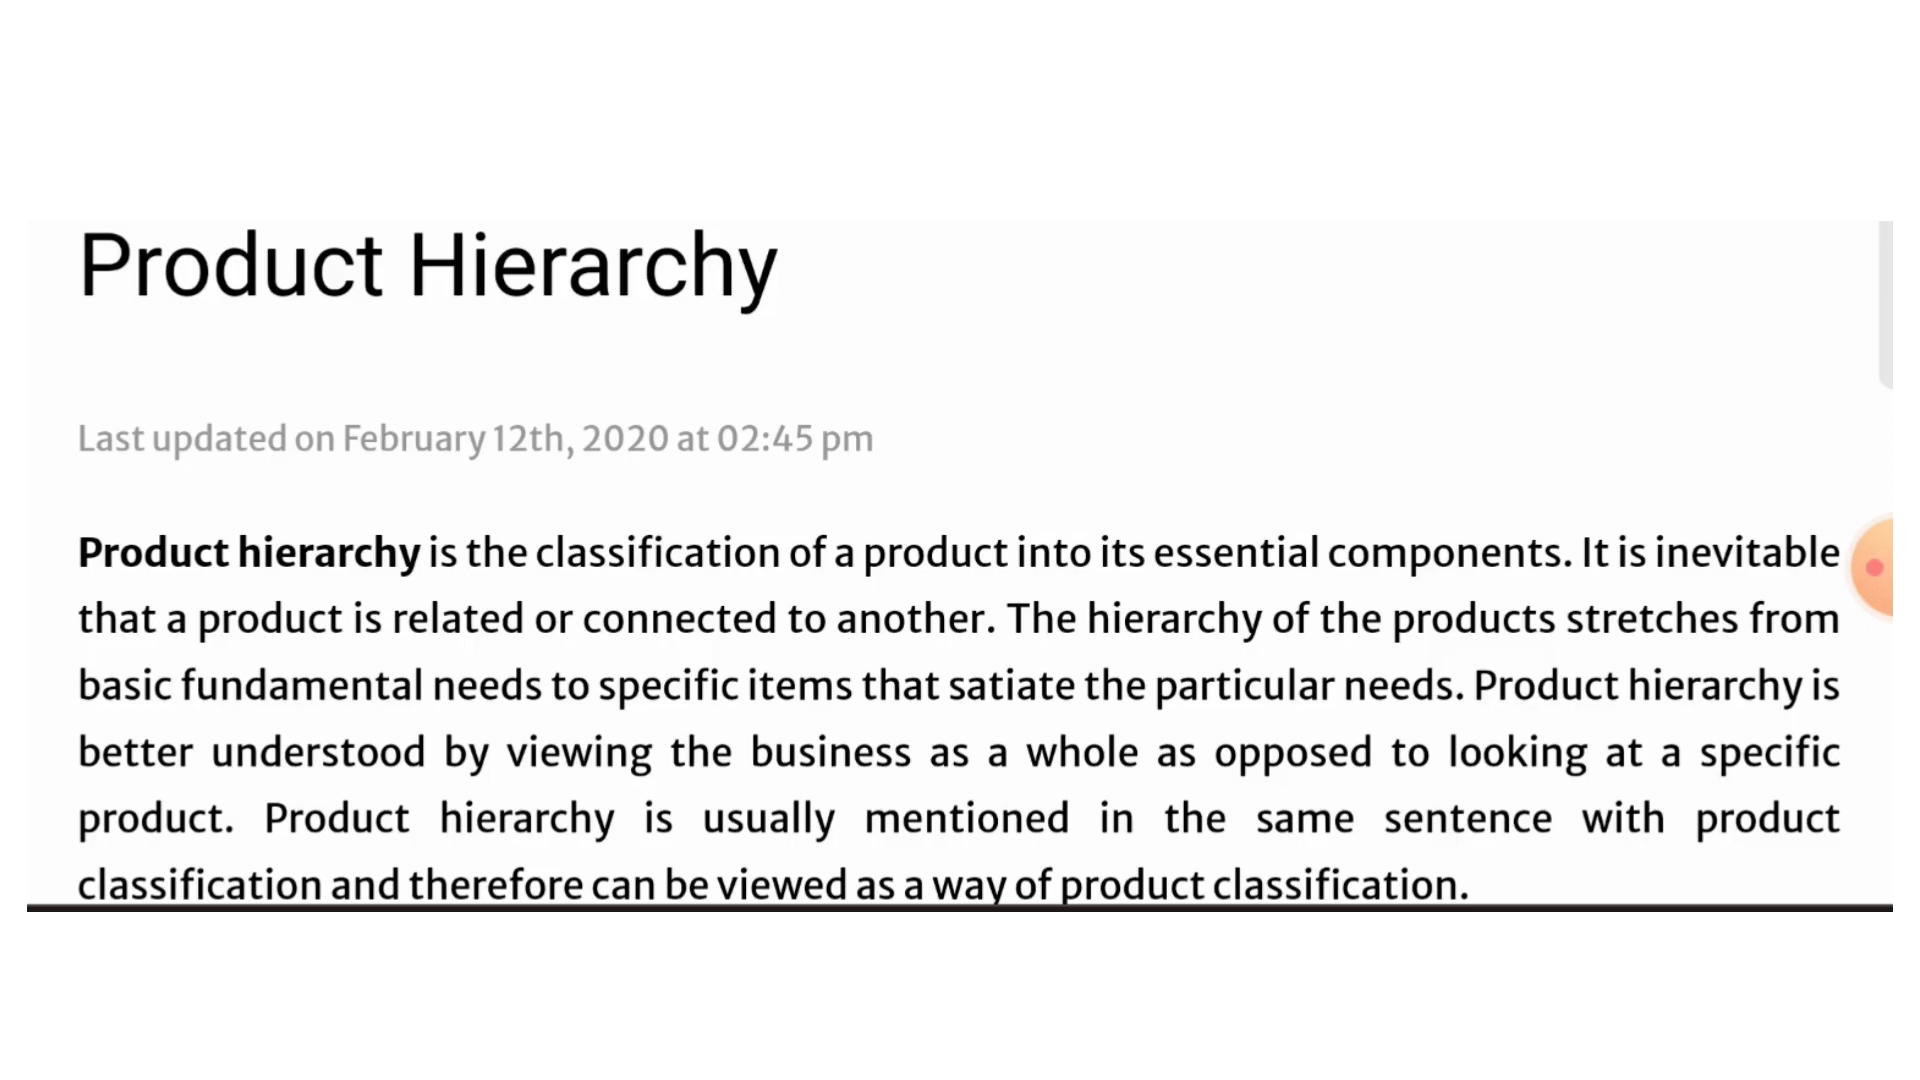 Product Hierarchy
Last updated on February 12th, 2020 at 02:45 pm
Product hierarchy is the classification of a product into its essential components. It is inevitable
that a product is related or connected to another. The hierarchy of the products stretches from
basic fundamental needs to specific items that satiate the particular needs. Product hierarchy is
better understood by viewing the business as a whole as opposed to looking at a specific
product. Product hierarchy is usually mentioned in the same sentence with product
classification and therefore can be viewed as a way of product classification.